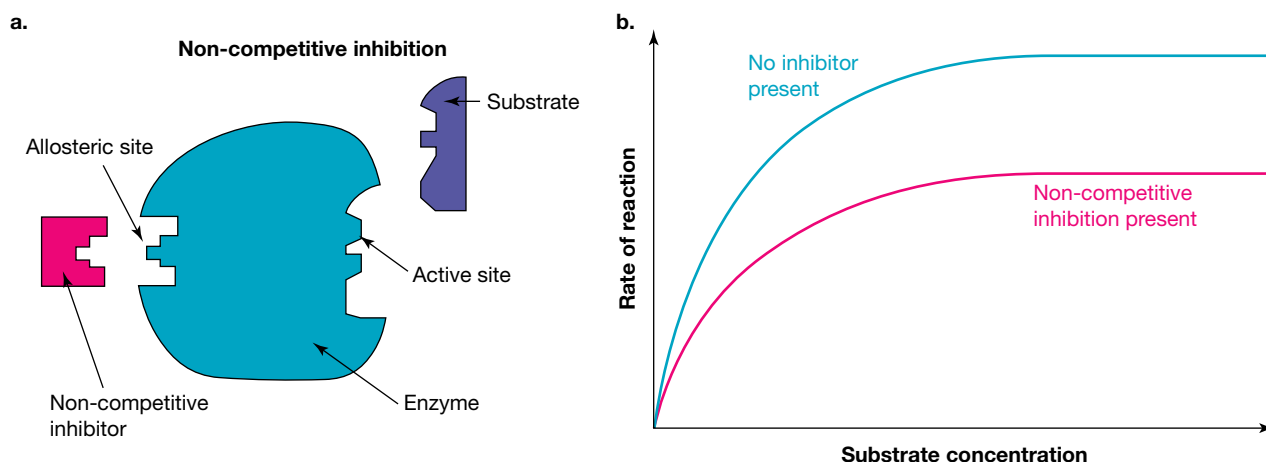 a.
Non-competitive inhibition
Substrate
Allosteric site
Active site
Non-competitive
inhibitor
Enzyme
b.
No inhibitor
present
Non-competitive
inhibition present
Rate of reaction
Substrate concentration